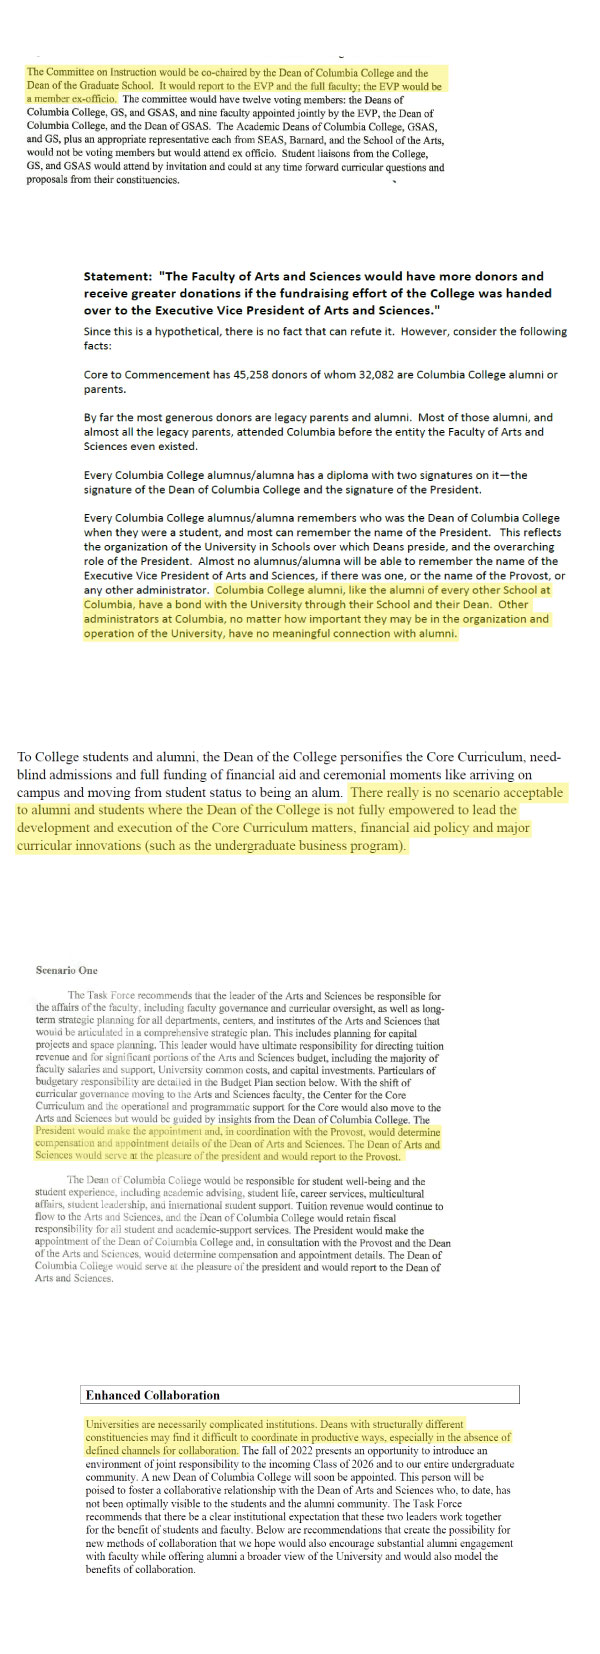 The Committee on Instruction would be co-chaired by the Dean of Columbia College and the
Dean of the Graduate School.  It would report to the EVP and the full faculty; the EVP would be
a member ex-officio.  The committee would have twelve voting members: the Deans of
Columbia College, GS, and GSAS, and nine faculty appointed jointly by the EVP, the Dean of
Columbia College, and the Dean of GSAS.  The Academic Deans of Columbia College, GSAS,
and GS, plus an appropriate representative each from SEAS, Barnard, and the School of the Arts,
would not be voting members but would attend ex officio.  Student liaisons from the College,
GS, and GSAS would attend by invitation and could at any time forward curricular questions and
proposals from their constituencies.
Statement:  "The Faculty of Arts and Sciences would have more donors and
receive greater donations if the fundraising effort of the College was handed
over to the Executive Vice President of Arts and Sciences."
Since this is a hypothetical, there is no fact that can refute it.  However, consider the following
facts:
Core to Commencement has 45,258 donors of whom 32,082 are Columbia College alumni or
parents.
By far the most generous donors are legacy parents and alumni.  Most of those alumni, and
almost all the legacy parents, attended Columbia before the entity the Faculty of Arts and
Sciences even existed.
Every Columbia College alumnus/alumna has a diploma with two signatures on it—the
signature of the Dean of Columbia College and the signature of the President.
Every Columbia College alumnus/alumna remembers who was the Dean of Columbia College
when they were a student, and most can remember the name of the President.   This reflects
the organization of the University in Schools over which Deans preside, and the overarching
role of the President.  Almost no alumnus/alumna will be able to remember the name of the
Executive Vice President of Arts and Sciences, if there was one, or the name of the Provost, or
any other administrator.  Columbia College alumni, like the alumni of every other School at
Columbia, have a bond with the University through their School and their Dean.  Other
administrators at Columbia, no matter how important they may be in the organization and
operation of the University, have no meaningful connection with alumni.
To College students and alumni, the Dean of the College personifies the Core Curriculum, need-
blind admissions and full funding of financial aid and ceremonial moments like arriving on
campus and moving from student status to being an alum.  There really is no scenario acceptable
to alumni and students where the Dean of the College is not fully empowered to lead the
development and execution of the Core Curriculum matters, financial aid policy and major
curricular innovations (such as the undergraduate business program).
Scenario One
The Task Force recommends that the leader of the Arts and Sciences be responsible for
the affairs of the faculty, including faculty governance and curricular oversight, as well as long-
term strategic planning for all departments, centers, and institutes of the Arts and Sciences that
would be articulated in a comprehensive strategic plan. This includes planning for capital
projects and space planning. This leader would have ultimate responsibility for directing tuition
revenue and for significant portions of the Arts and Sciences budget, including the majority of
faculty salaries and support, University common costs, and capital investments. Particulars of
budgetary responsibility are detailed in the Budget Plan section below. With the shift of
curricular governance moving to the Arts and Sciences faculty, the Center for the Core
Curriculum and the operational and programmatic support for the Core would also move to the
Arts and Sciences but would be guided by insights from the Dean of Columbia College. The
President would make the appointment and, in coordination with the Provost, would determine
compensation and appointment details of the Dean of Arts and Sciences. The Dean of Arts and
Sciences would serve at the pleasure of the president and would report to the Provost.
The Dean of Columbia College would be responsible for student well-being and the
student experience, including academic advising, student life, career services, multicultural
affairs, student leadership, and international student support. Tuition revenue would continue to
flow to the Arts and Sciences, and the Dean of Columbia College would retain fiscal
responsibility for all student and academic-support services. The President would make the
appointment of the Dean of Columbia College and, in consultation with the Provost and the Dean
of the Arts and Sciences, would determine compensation and appointment details. The Dean of
Columbia College would serve at the pleasure of the president and would report to the Dean of
Arts and Sciences.
Enhanced Collaboration
Universities are necessarily complicated institutions. Deans with structurally different
constituencies may find it difficult to coordinate in productive ways, especially in the absence of
defined channels for collaboration. The fall of 2022 presents an opportunity to introduce an
environment of joint responsibility to the incoming Class of 2026 and to our entire undergraduate
community. A new Dean of Columbia College will soon be appointed. This person will be
poised to foster a collaborative relationship with the Dean of Arts and Sciences who, to date, has
not been optimally visible to the students and the alumni community. The Task Force
recommends that there be a clear institutional expectation that these two leaders work together
for the benefit of students and faculty. Below are recommendations that create the possibility for
new methods of collaboration that we hope would also encourage substantial alumni engagement
with faculty while offering alumni a broader view of the University and would also model the
benefits of collaboration.